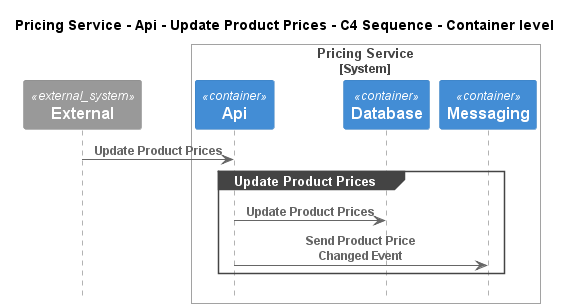 Pricing Service - Api - Update Product Prices - C4 Sequence - Container level
Pricing Service
[System]
«external_system»
External
«container»
Api
«container»
Database
«container»
Messaging
Update Product Prices
Update Product Prices
Update Product Prices
Send Product Price
Changed Event